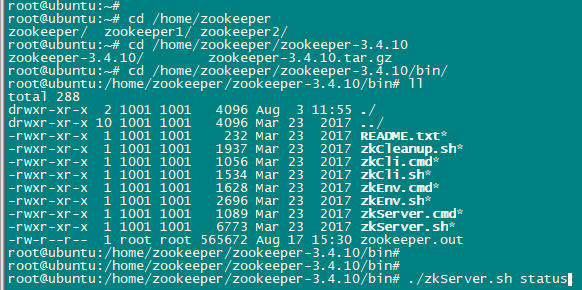 root@ubuntu:~#
root@ubuntu:~# cd /home/zookeeper
zookeeper/  zookeeper1/ zookeeper2/
root@ubuntu:~# cd /home/zookeeper/zookeeper-3.4.10
zookeeper-3.4.10/        zookeeper-3.4.10.tar.gz
root@ubuntu:~# cd /home/zookeeper/zookeeper-3.4.10/bin/
root@ubuntu:/home/zookeeper/zookeeper-3.4.10/bin# ll
total 288
drwxr-xr-x  2 1001 1001   4096 Aug  3 11:55 ./
drwxr-xr-x 10 1001 1001   4096 Mar 23  2017 ../
-rwxr-xr-x  1 1001 1001    232 Mar 23  2017 README.txt*
-rwxr-xr-x  1 1001 1001   1937 Mar 23  2017 zkCleanup.sh*
-rwxr-xr-x  1 1001 1001   1056 Mar 23  2017 zkCli.cmd*
-rwxr-xr-x  1 1001 1001   1534 Mar 23  2017 zkCli.sh*
-rwxr-xr-x  1 1001 1001   1628 Mar 23  2017 zkEnv.cmd*
-rwxr-xr-x  1 1001 1001   2696 Mar 23  2017 zkEnv.sh*
-rwxr-xr-x  1 1001 1001   1089 Mar 23  2017 zkServer.cmd*
-rwxr-xr-x  1 1001 1001   6773 Mar 23  2017 zkServer.sh*
-rw-r--r--  1 root root 565672 Aug 17 15:30 zookeeper.out
root@ubuntu:/home/zookeeper/zookeeper-3.4.10/bin#
root@ubuntu:/home/zookeeper/zookeeper-3.4.10/bin#
root@ubuntu:/home/zookeeper/zookeeper-3.4.10/bin# ./zkServer.sh status